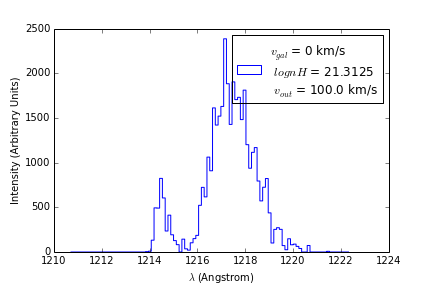 2500
2000
1500
1000
500
0
Intensity (Arbitrary Units)
v_gal = 0 km/s
lognH = 21.3125
v_out = 100.0 km/s
1210 1212 1214 1216 1218 1220 1222 1224
λ (Angstrom)